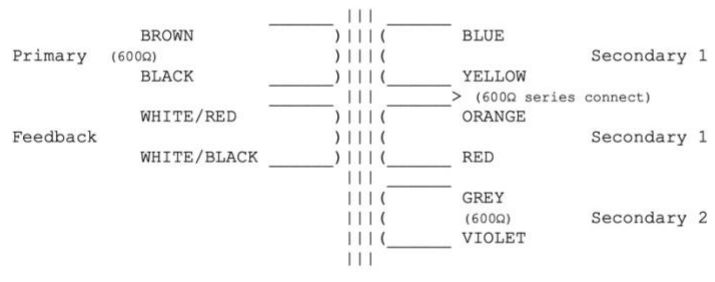 BROWN BLUE
Primary (600Ω) Secondary 1
BLACK YELLOW
> (600Ω series connect)
WHITE/RED ORANGE
Feedback Secondary 1
WHITE/BLACK RED
GREY
(600Ω) Secondary 2
VIOLET